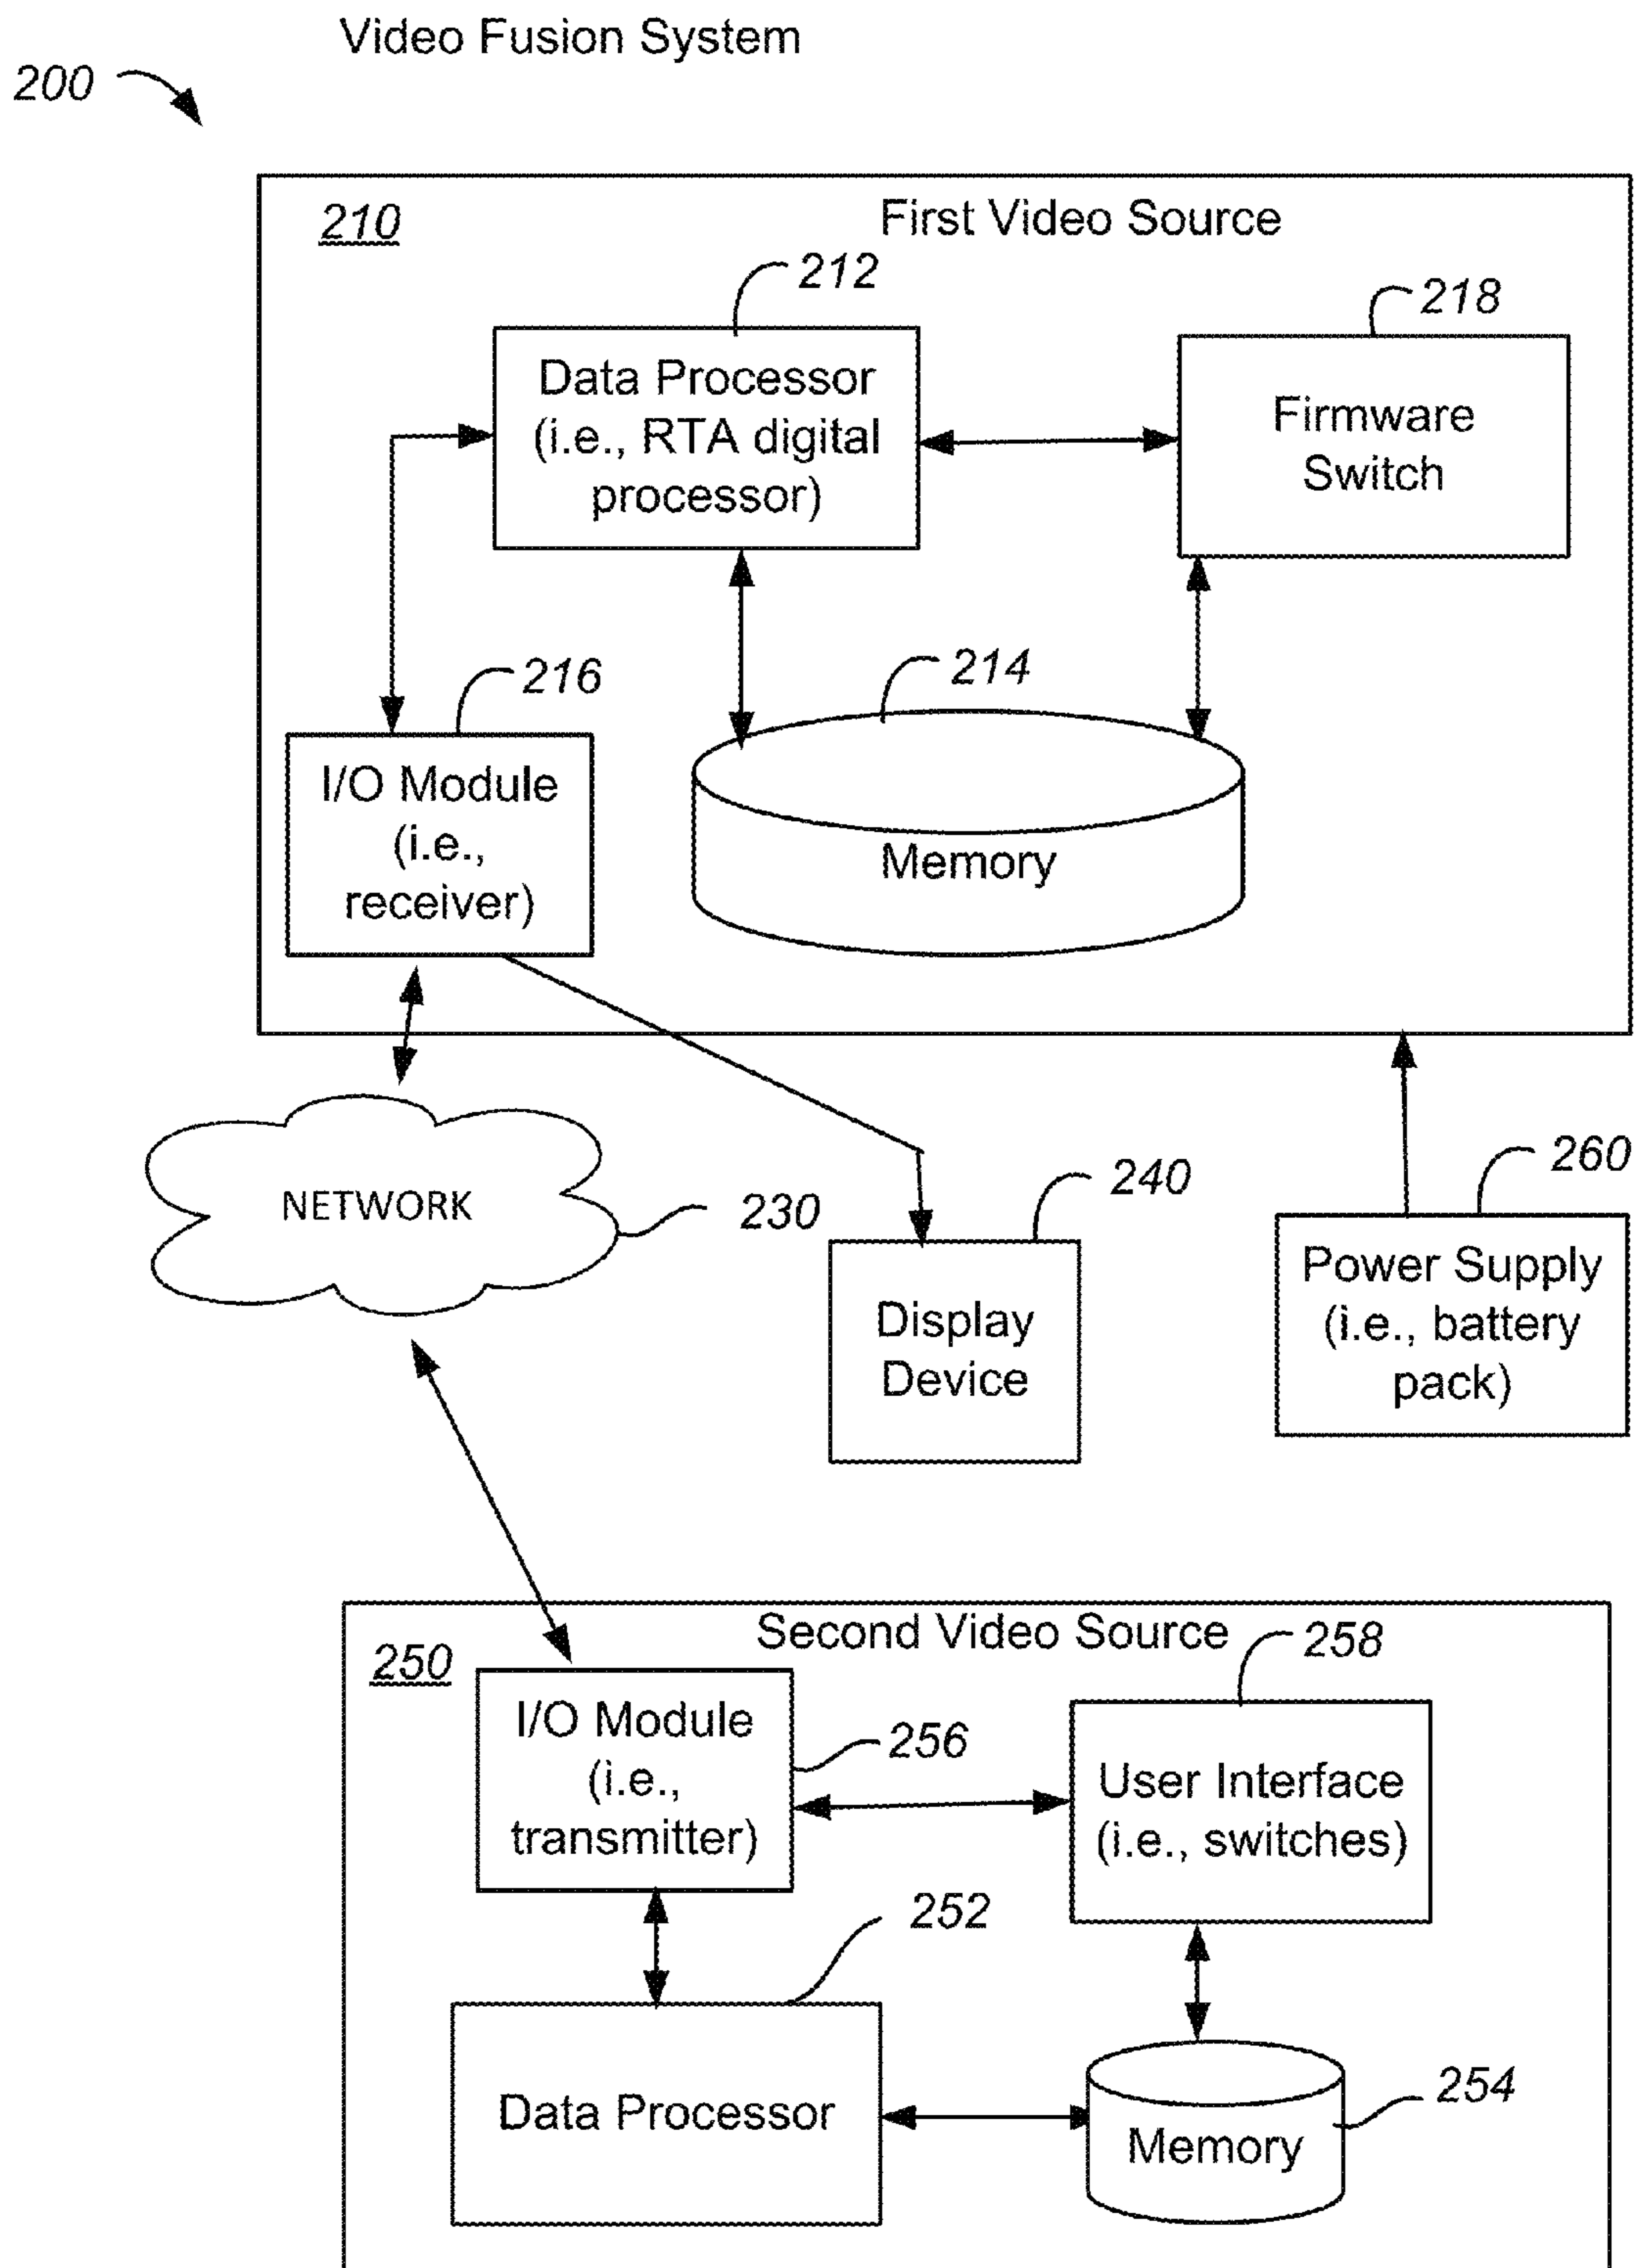 Video Fusion System
200
210
First Video Source
212
218
Data Processor
(i.e., RTA digital
processor)
Firmware
Switch
216
214
I/O Module
(i.e.,
receiver)
Memory
NETWORK
230
240
260
Display
Device
Power Supply
(i.e., battery
pack)
Second Video Source
250
258
I/O Module
(i.e.,
transmitter)
256
User Interface
(i.e., switches)
252
Data Processor
254
Memory